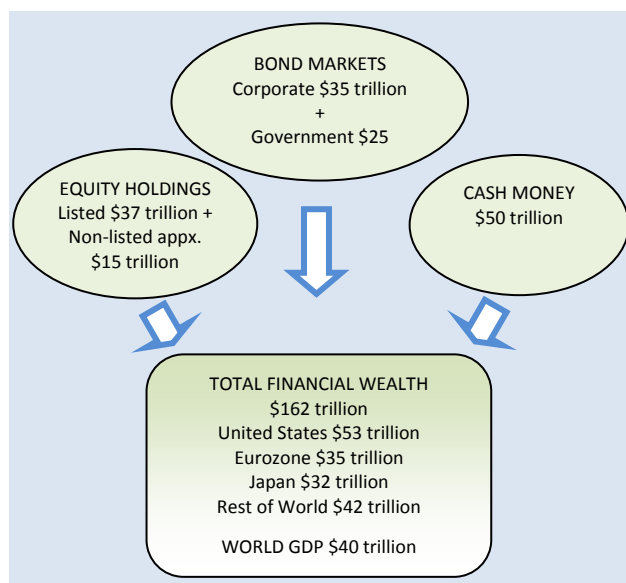 BOND MARKETS
Corporate $35 trillion
+
Government $25
EQUITY HOLDINGS
Listed $37 trillion +
Non-listed appx.
$15 trillion
CASH MONEY
$50 trillion
TOTAL FINANCIAL WEALTH
$162 trillion
United States $53 trillion
Eurozone $35 trillion
Japan $32 trillion
Rest of World $42 trillion
WORLD GDP $40 trillion